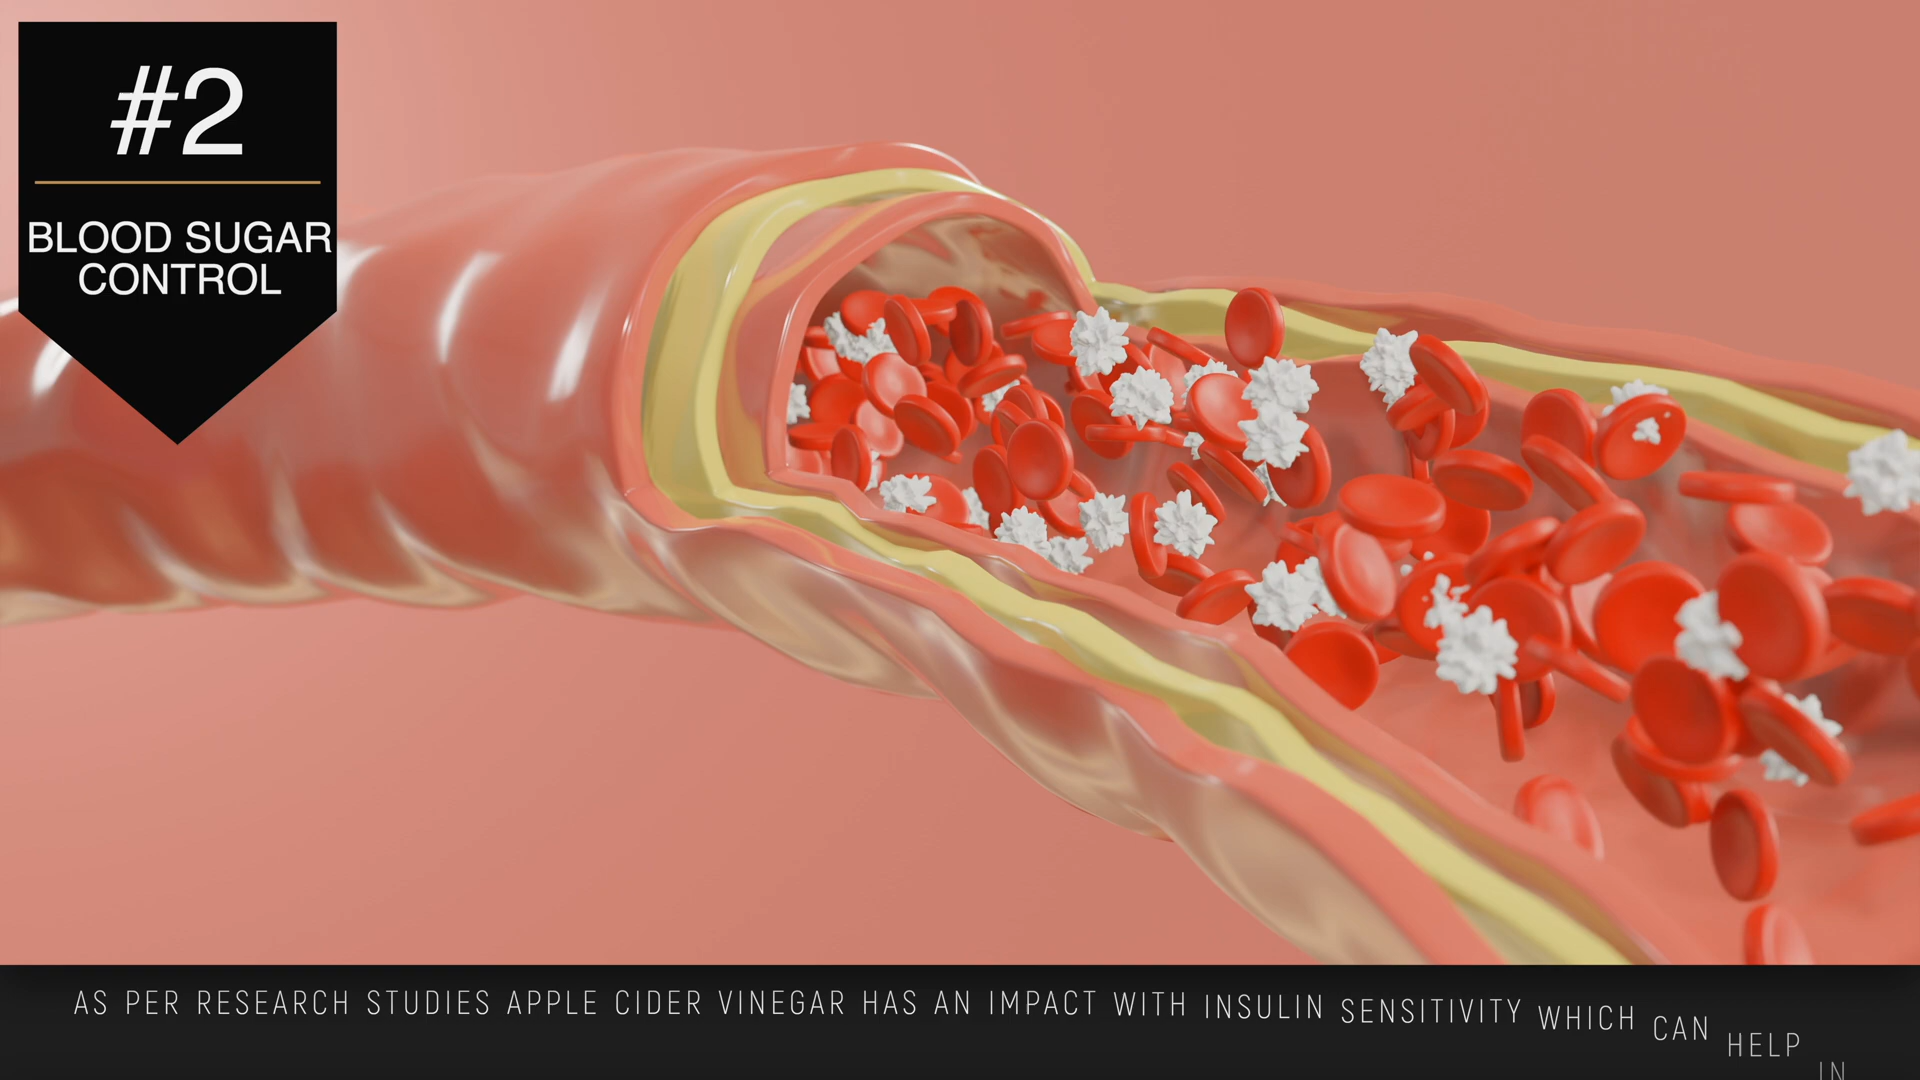 #2
BLOOD SUGAR
CONTROL
AS PER RESEARCH STUDIES APPLE CIDER VINEGAR HAS AN IMPACT WITH INSULIN SENSITIVITY WHICH CAN HELP IN